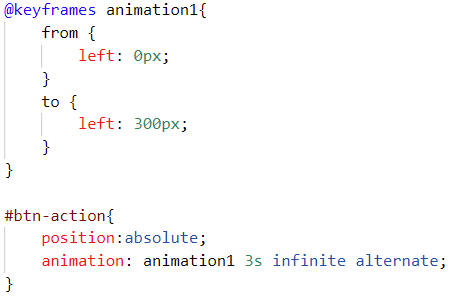 @keyframes animation1{
    from {
        left: 0px;
    }
    to {
        left: 300px;
    }
}

#btn-action{
    position:absolute;
    animation: animation1 3s infinite alternate;
}